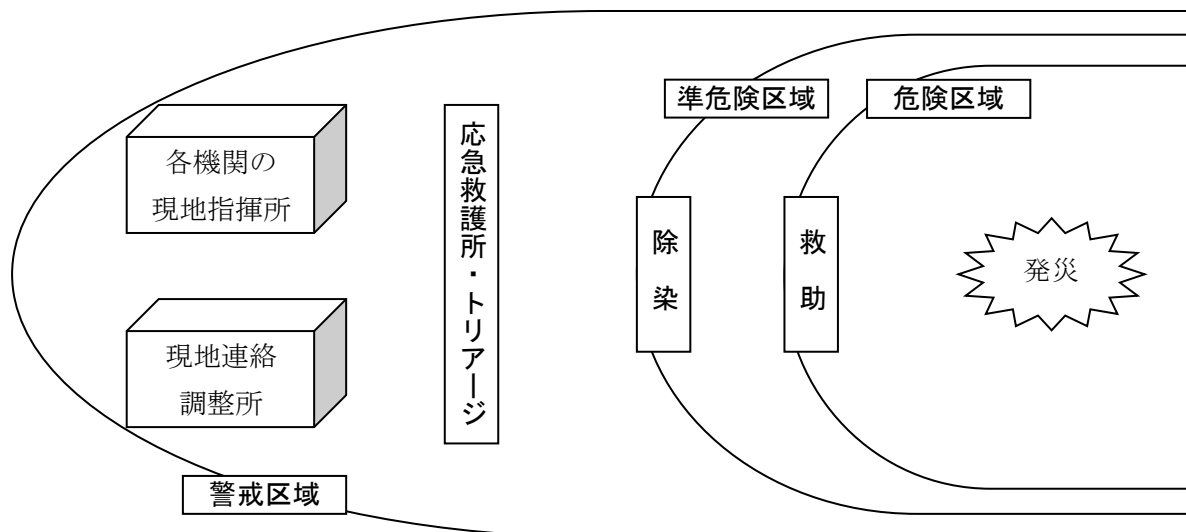 準危険区域
危険区域
各機関の
現地指揮所
応急救護所・トリアージ
除染
救助
発災
現地連絡
調整所
警戒区域